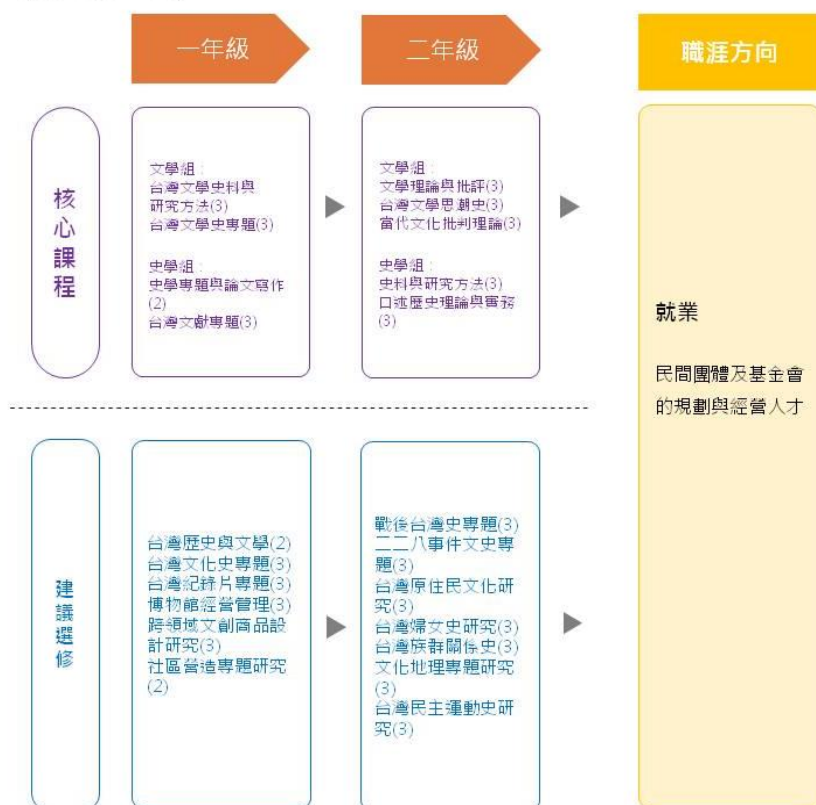 一年級
二年級
職涯方向
核
心
課
程
文學組：
台灣文學史料與
研究方法(3)
台灣文學史專題(3)
史學組：
史學專題與論文寫作
(2)
台灣文獻專題(3)
文學組：
文學理論與批評(3)
台灣文學思潮史(3)
當代文化批判理論(3)
史學組：
史料與研究方法(3)
口述歷史理論與實務
(3)
就業
民間團體及基金會
的規劃與經營人才
建
議
選
修
台灣歷史與文學(2)
台灣文化史專題(3)
台灣紀錄片專題(3)
博物館經營管理(3)
跨領域文創商品設
計研究(3)
社區營造專題研究
(2)
戰後台灣史專題(3)
二二八事件文史專
題(3)
台灣原住民文化研
究(3)
台灣婦女史研究(3)
台灣族群關係史(3)
文化地理專題研究
(3)
台灣民主運動史研
究(3)